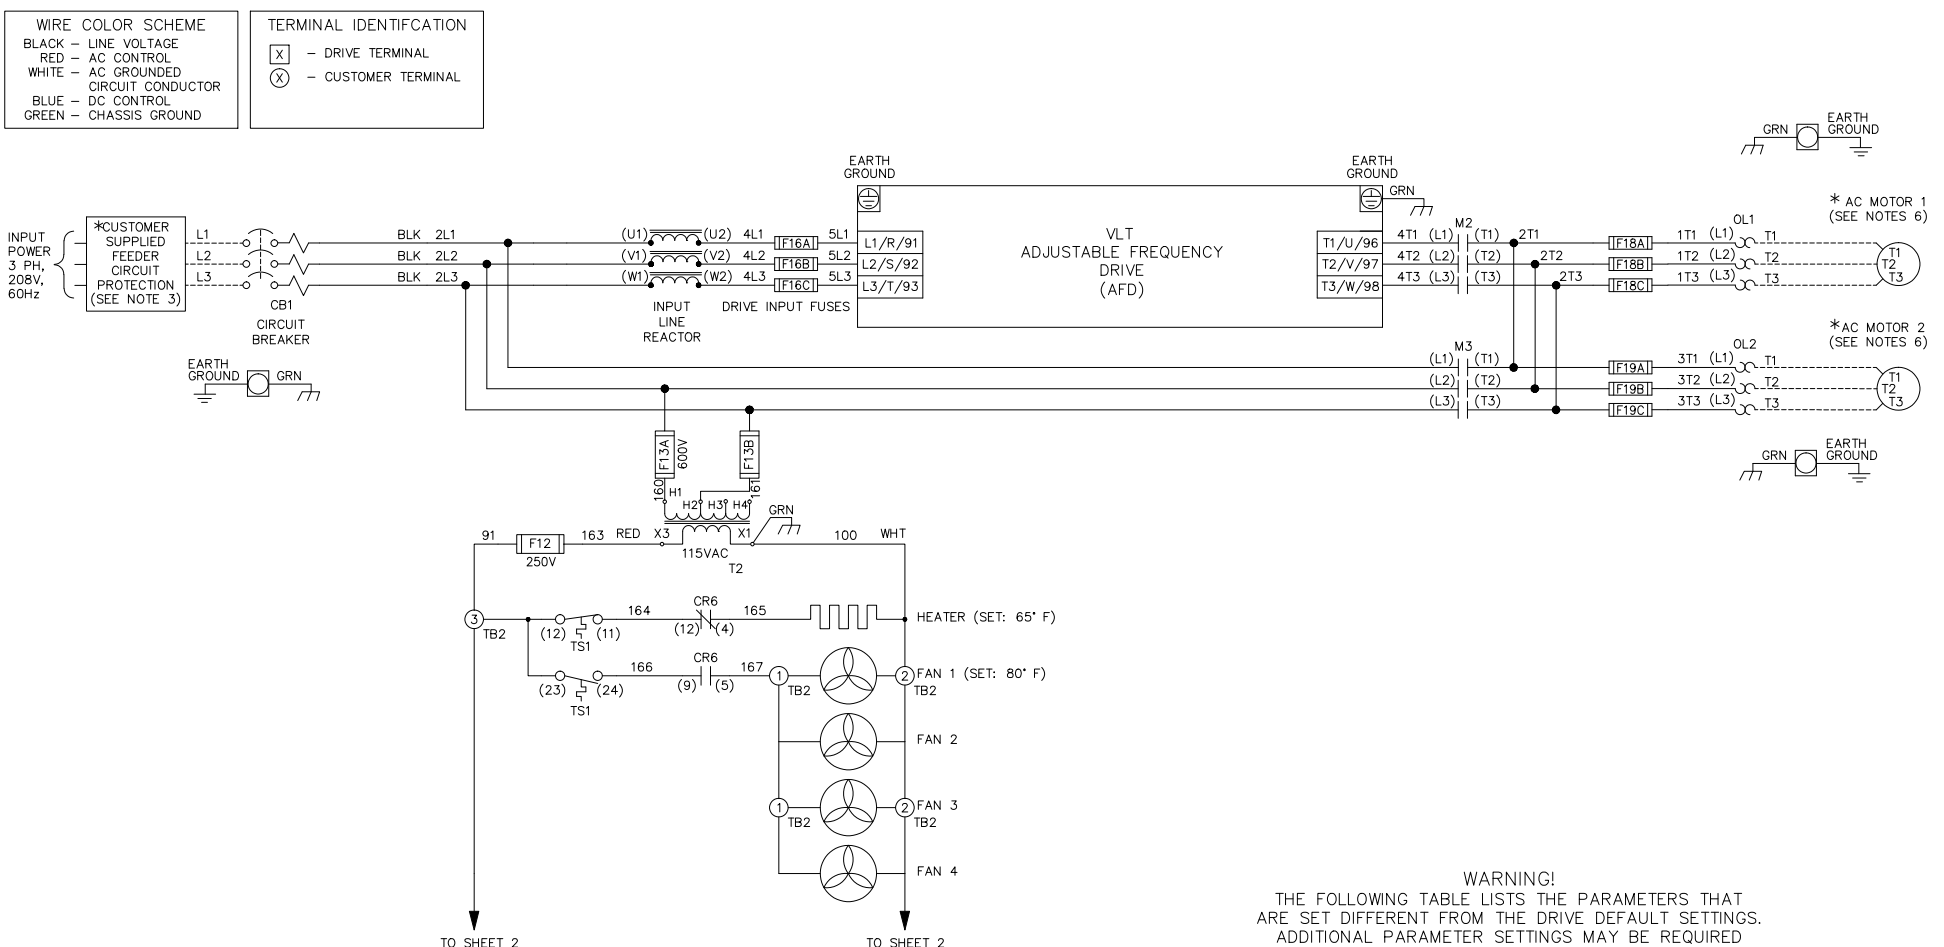 WIRE COLOR SCHEME
BLACK – LINE VOLTAGE
RED – AC CONTROL
WHITE – AC GROUNDED
CIRCUIT CONDUCTOR
BLUE – DC CONTROL
GREEN – CHASSIS GROUND
TERMINAL IDENTIFCATION
X – DRIVE TERMINAL
X – CUSTOMER TERMINAL
GRN EARTH
GROUND
EARTH
GROUND
EARTH
GROUND
GRN
* AC MOTOR 1
(SEE NOTES 6)
INPUT
POWER
3 PH,
208V,
60Hz
*CUSTOMER
SUPPLIED
FEEDER
CIRCUIT
PROTECTION
(SEE NOTE 3)
L1
L2
L3
CB1
CIRCUIT
BREAKER
BLK 2L1
BLK 2L2
BLK 2L3
(U1) (U2) 4L1 F16A 5L1 L1/R/91
(V1) (V2) 4L2 F16B 5L2 L2/S/92
(W1) (W2) 4L3 F16C 5L3 L3/T/93
INPUT
LINE
REACTOR
DRIVE INPUT FUSES
VLT
ADJUSTABLE FREQUENCY
DRIVE
(AFD)
M2 OL1
T1/U/96 4T1 (L1) (T1) 2T1 F18A 1T1 (L1) T1
T2/V/97 4T2 (L2) (T2) 2T2 F18B 1T2 (L2) T2
T3/W/98 4T3 (L3) (T3) 2T3 F18C 1T3 (L3) T3
T1
T2
T3
*AC MOTOR 2
(SEE NOTES 6)
M3 OL2
(L1) (T1) F19A 3T1 (L1) T1
(L2) (T2) F19B 3T2 (L2) T2
(L3) (T3) F19C 3T3 (L3) T3
T1
T2
T3
EARTH
GROUND GRN
GRN EARTH
GROUND
F13A
600V
F13B
160
161
H1
H2 H3 H4
GRN
91 F12 163 RED X3 X1 100 WHT
250V
115VAC
T2
3
TB2
164 CR6 165
(12) (11) (12) (4)
TS1
HEATER (SET: 65° F)
166 CR6 167
(23) (24) (9) (5)
TS1
1
TB2
2
TB2
FAN 1 (SET: 80° F)
FAN 2
1
TB2
2
TB2
FAN 3
FAN 4
TO SHEET 2
TO SHEET 2
WARNING!
THE FOLLOWING TABLE LISTS THE PARAMETERS THAT
ARE SET DIFFERENT FROM THE DRIVE DEFAULT SETTINGS.
ADDITIONAL PARAMETER SETTINGS MAY BE REQUIRED